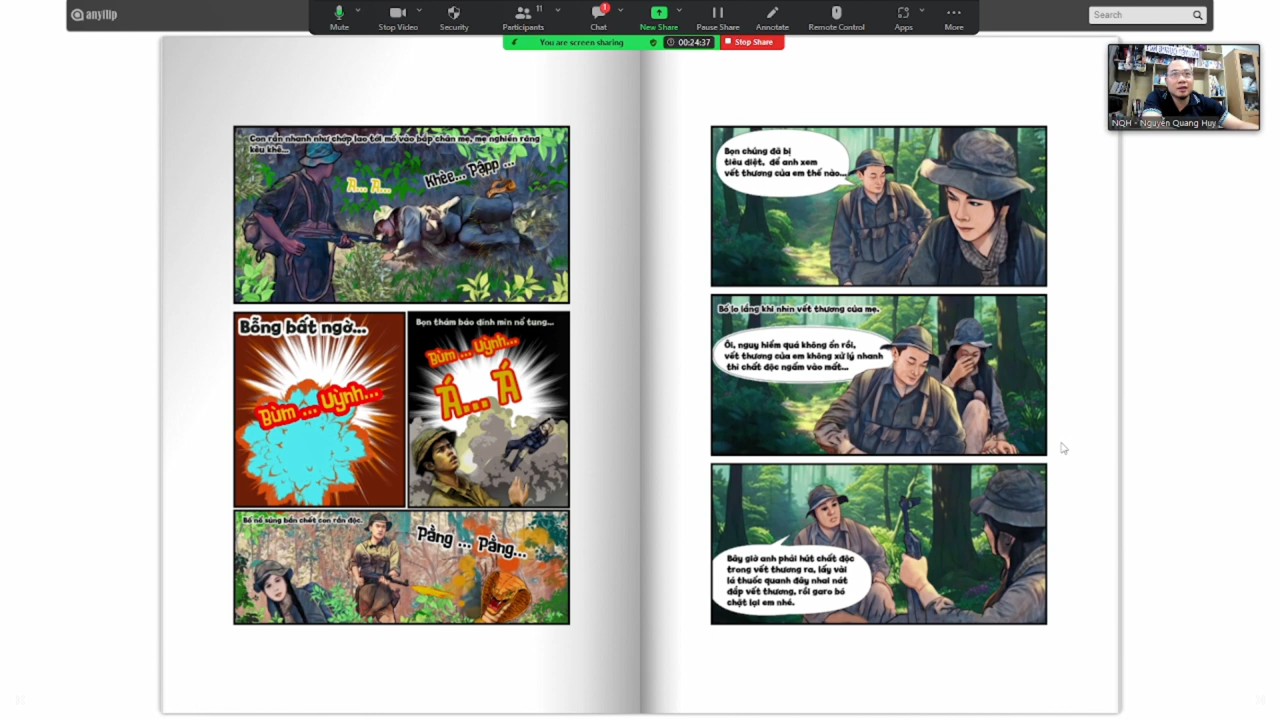 anyflip
Mute
Stop Video
Security
Participants
11
Chat
1
New Share
Pause Share
Annotate
Remote Control
Apps
More
Search
You are screen sharing
00:24:37
Stop Share
NQH - Nguyễn Quang Huy
Con rắn nhanh như chớp lao tới mổ vào bắp chân mẹ, mẹ nghiến răng
kêu khẽ...
Á... Á...
Khẹc... Pậpp ...
Bỗng bất ngờ...
Bùm ... Uỳnh...
Bọn thám báo dính mìn nổ tung...
Bùm ... Uỳnh...
Á... Á
Bố nổ súng bắn chết con rắn độc.
Pằng ... Pằng...
Bọn chúng đã bị
tiêu diệt, để anh xem
vết thương của em thế nào...
Bố lo lắng khi nhìn vết thương của mẹ.
Ôi, nguy hiểm quá không ổn rồi,
vết thương của em không xử lý nhanh
thì chất độc ngấm vào mất...
Bây giờ anh phải hút chất độc
trong vết thương ra, lấy vài
lá thuốc quanh đây nhai nát
đắp vết thương, rồi garo bó
chặt lại em nhé.